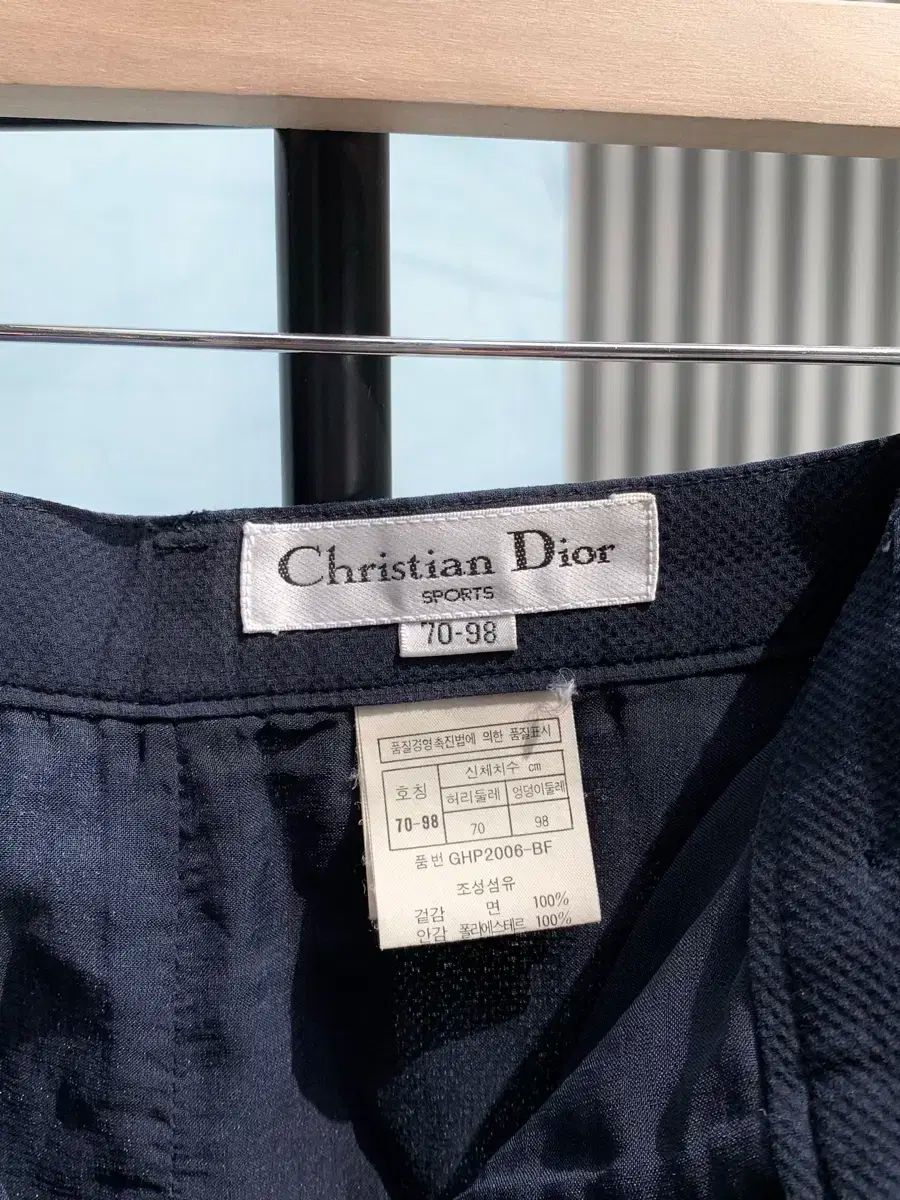 Christian Dior
SPORTS
70-98
품질경영촉진법에 의한 품질표시
호칭 신체치수 cm
허리둘레 엉덩이둘레
70-98 70 98
품번 GHP2006-BF
조성섬유
겉감 면 100%
안감 폴리에스테르 100%